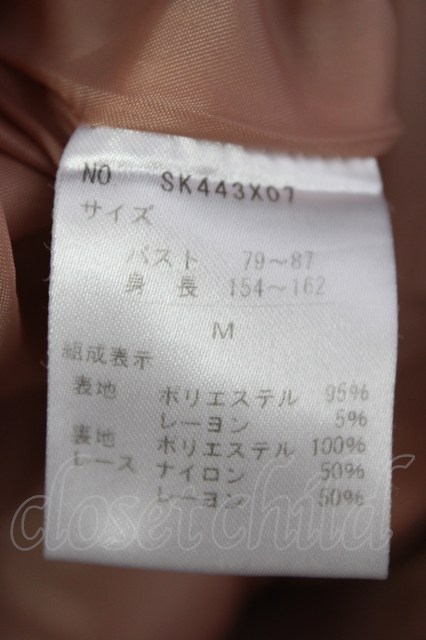 NO SK443X07
サイズ
バスト 79～87
身長 154～162
M
組成表示
表地 ポリエステル 95%
レーヨン 5%
裏地 ポリエステル 100%
レース ナイロン 50%
レーヨン 50%
closet child